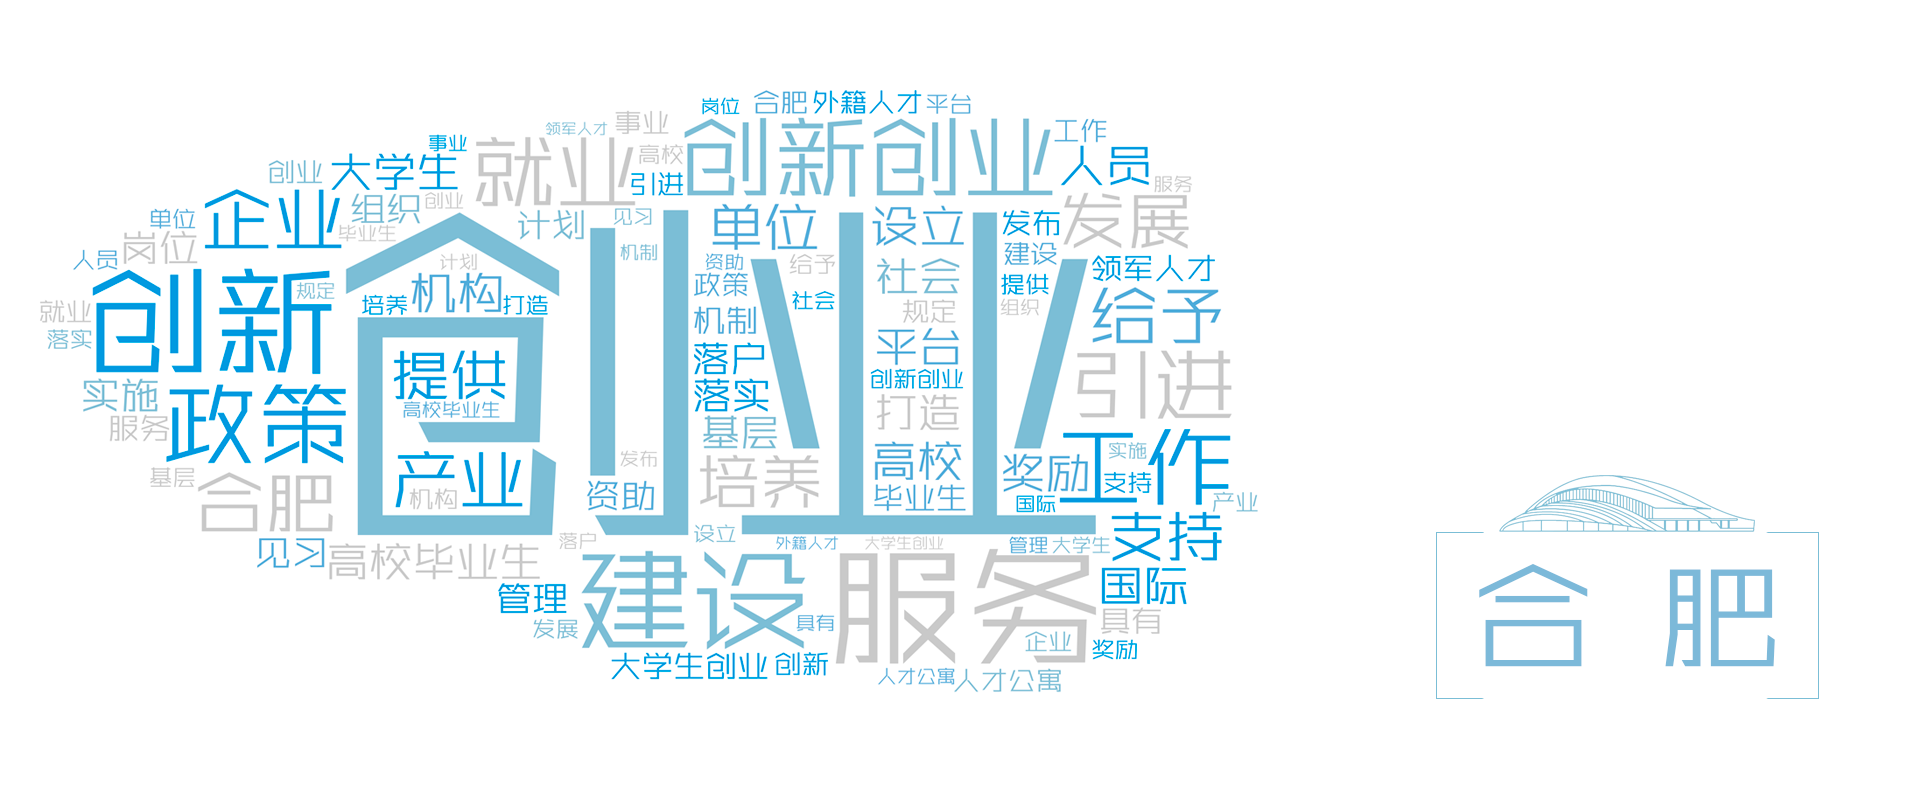 岗位 合肥 外籍人才 平台
领军人才 事业 就业 高校 创新创业 工作
事业 大学生 创业 引进 人员 服务
企业 组织 创业 计划 见习 单位 设立 发布 发展
单位 岗位 毕业生 机制 建设
人员 计划 资助 给予 社会 领军人才
创新 规定 机构 政策 提供
就业 培养 打造 社会 规定 组织 给予
落实 创业 机制 平台
提供 落户 创新创业 引进
实施 政策 高校毕业生 落实 打造
服务 基层 工作
基层 产业 发布 培养 高校 奖励 实施
合肥 机构 资助 毕业生 国际 支持 产业
见习 高校毕业生 落户 设立 外籍人才 大学生创业 管理 大学生 支持
管理 建设 服务 国际
发展 具有 具有
大学生创业 创新 企业 奖励
人才公寓 人才公寓
合肥